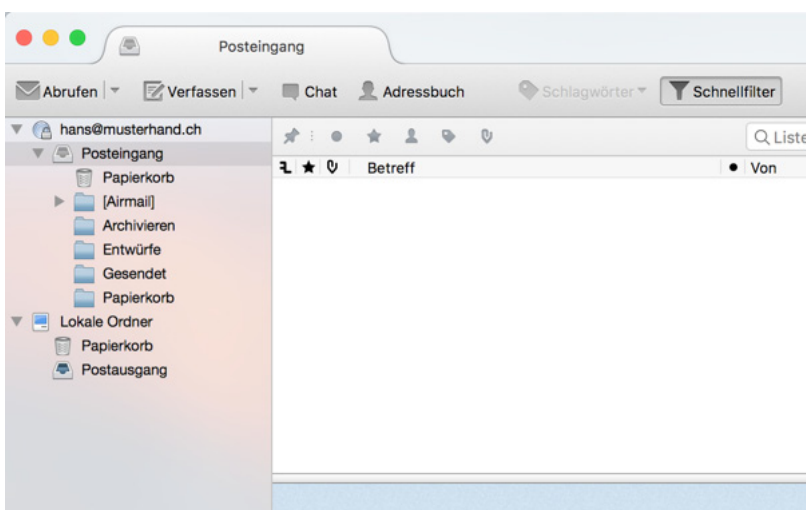 Posteingang
Abrufen Verfassen Chat Adressbuch Schlagwörter Schnellfilter
hans@musterhand.ch
Posteingang
Papierkorb
[Airmail]
Archivieren
Entwürfe
Gesendet
Papierkorb
Lokale Ordner
Papierkorb
Postausgang
Liste
Betreff Von